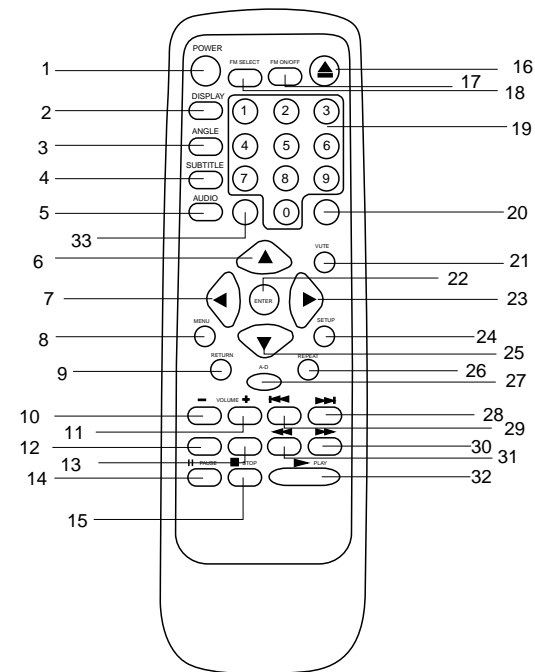 POWER
FM SELECT FM ON/OFF
1 16
17
18
DISPLAY
2 1 2 3 19
ANGLE
3 4 5 6
SUBTITLE
4 7 8 9
AUDIO
5 0 20
33
6 VUTE 21
22
7 ENTER 23
MENU SETUP
8 24
25
RETURN REPEAT
9 A-D 26
27
VOLUME
10 28
11 29
12 30
31
13
PAUSE STOP PLAY
14 32
15